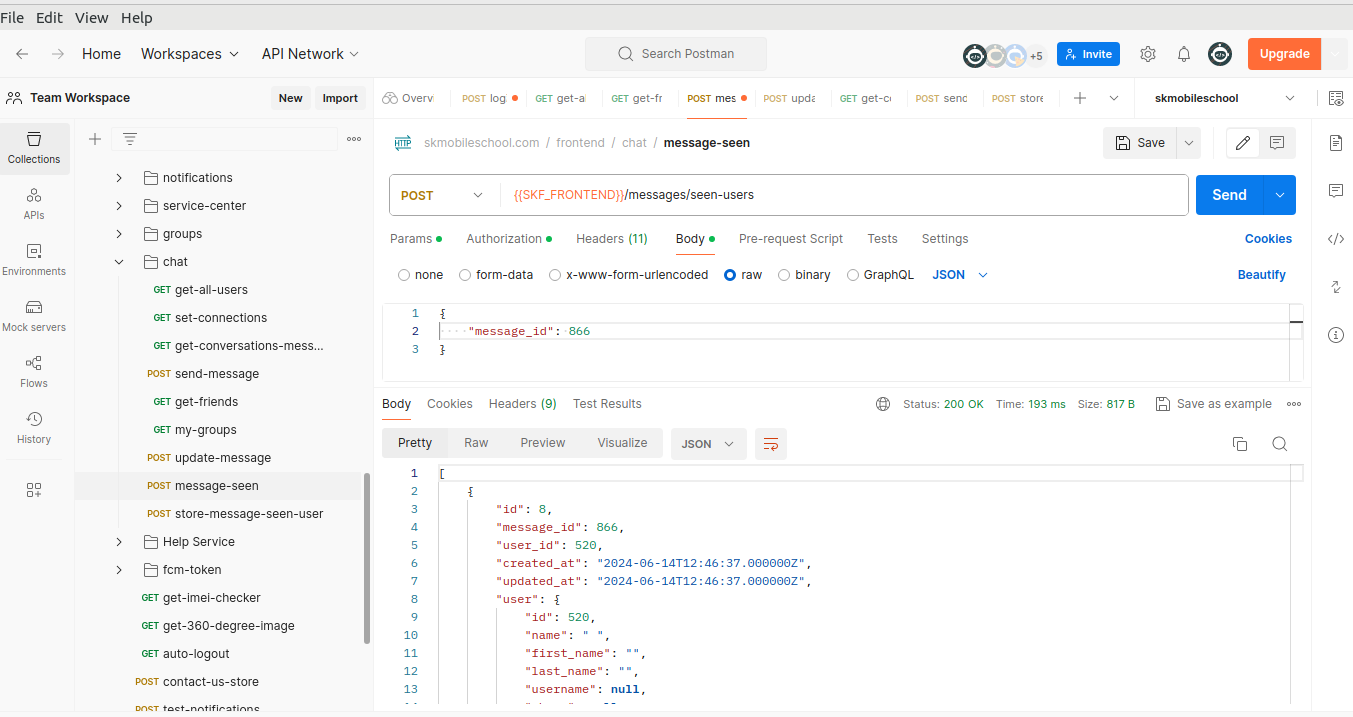 File Edit View Help
Home Workspaces API Network Search Postman +5 Invite Upgrade
Team Workspace New Import
Overvi POST log GET get-a GET get-fr POST mes POST upda GET get-c POST senc POST store skmobileschool
Collections
APIs
Environments
Mock servers
Flows
History
notifications
service-center
groups
chat
GET get-all-users
GET set-connections
GET get-conversations-mess...
POST send-message
GET get-friends
GET my-groups
POST update-message
POST message-seen
POST store-message-seen-user
Help Service
fcm-token
GET get-imei-checker
GET get-360-degree-image
GET auto-logout
POST contact-us-store
POST test-notifications
HTTP skmobileschool.com / frontend / chat / message-seen Save
POST {{SKF_FRONTEND}}/messages/seen-users Send
Params Authorization Headers (11) Body Pre-request Script Tests Settings Cookies
none form-data x-www-form-urlencoded raw binary GraphQL JSON Beautify
1 {
2 "message_id": 866
3 }
Body Cookies Headers (9) Test Results Status: 200 OK Time: 193 ms Size: 817 B Save as example
Pretty Raw Preview Visualize JSON
1 [
2 {
3 "id": 8,
4 "message_id": 866,
5 "user_id": 520,
6 "created_at": "2024-06-14T12:46:37.000000Z",
7 "updated_at": "2024-06-14T12:46:37.000000Z",
8 "user": {
9 "id": 520,
10 "name": " ",
11 "first_name": "",
12 "last_name": "",
13 "username": null,